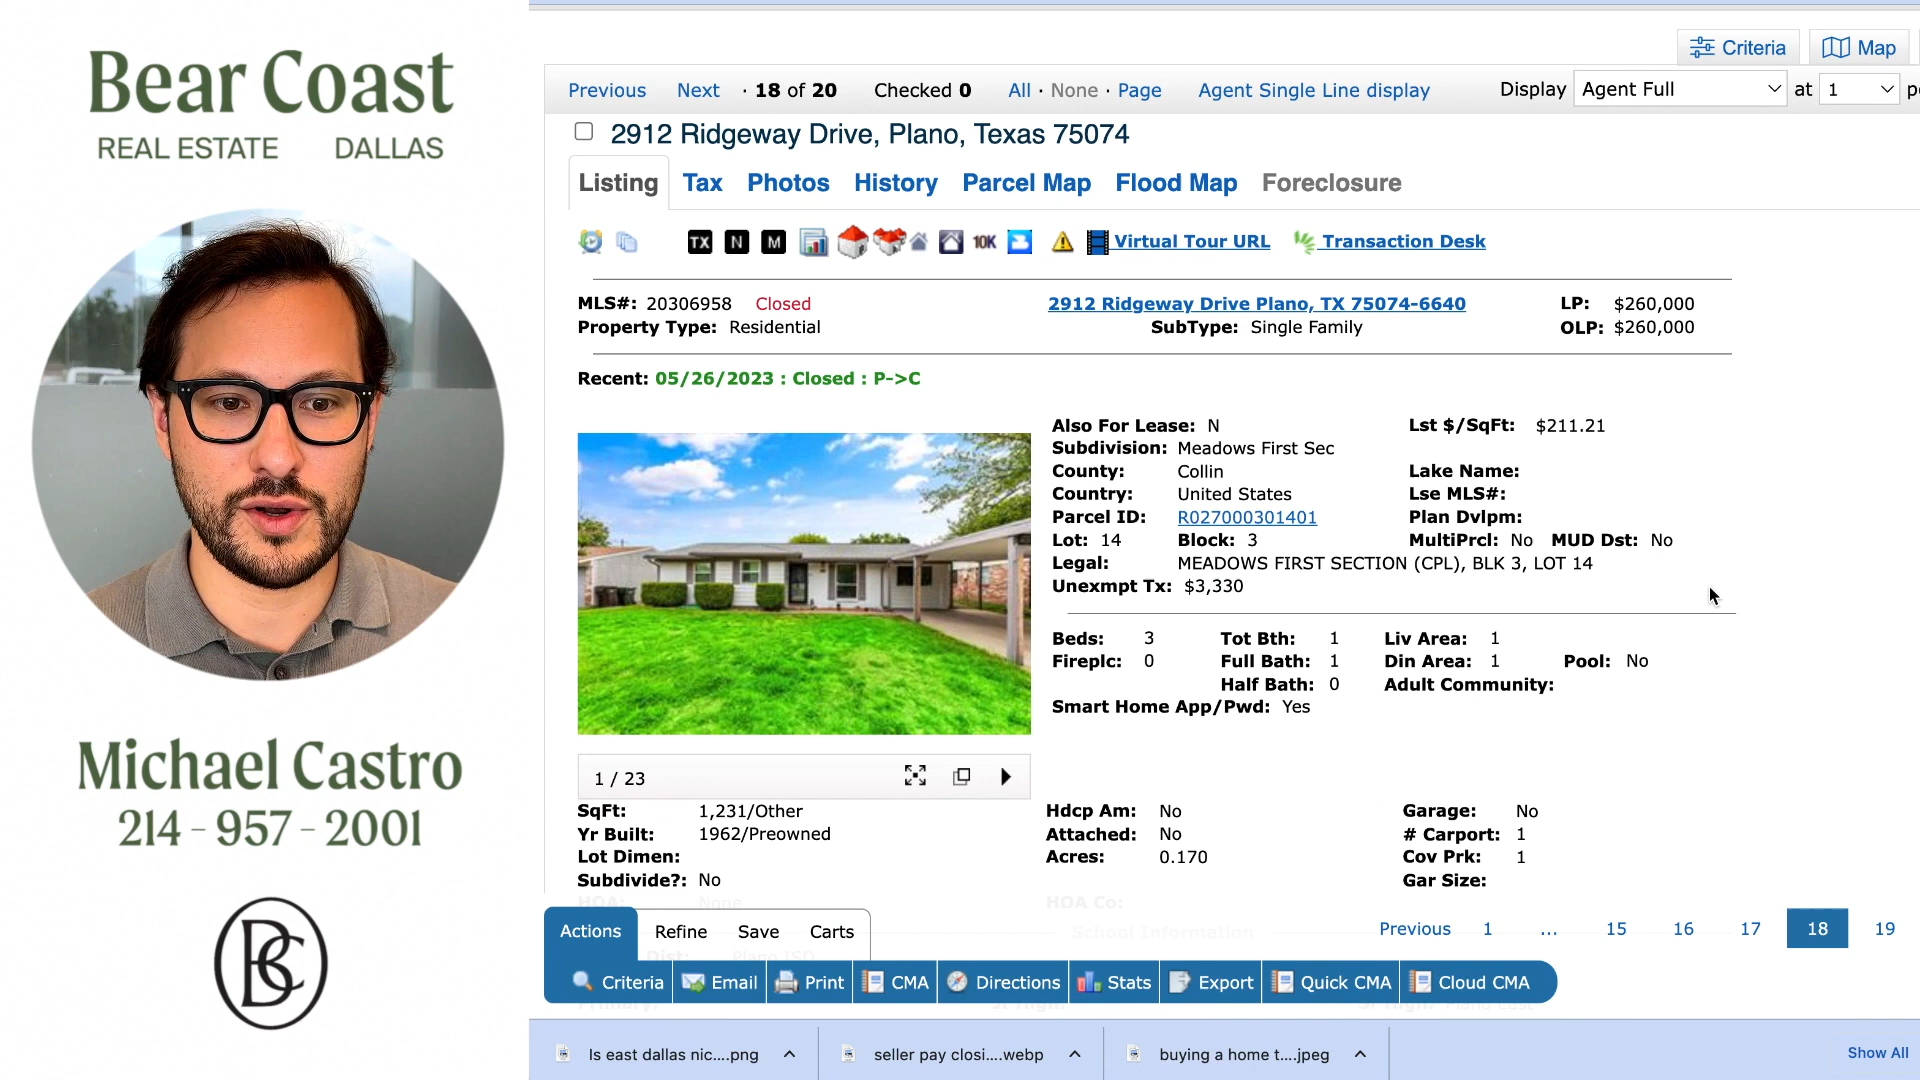 Bear Coast
REAL ESTATE DALLAS
Michael Castro
214 - 957 - 2001
BC
Criteria Map
Previous Next · 18 of 20 Checked 0 All · None · Page Agent Single Line display Display Agent Full at 1 p
2912 Ridgeway Drive, Plano, Texas 75074
Listing Tax Photos History Parcel Map Flood Map Foreclosure
TX N M 10K Virtual Tour URL Transaction Desk
MLS#: 20306958 Closed 2912 Ridgeway Drive Plano, TX 75074-6640 LP: $260,000
Property Type: Residential SubType: Single Family OLP: $260,000
Recent: 05/26/2023 : Closed : P->C
Also For Lease: N Lst $/SqFt: $211.21
Subdivision: Meadows First Sec
County: Collin Lake Name:
Country: United States Lse MLS#:
Parcel ID: R027000301401 Plan Dvlpm:
Lot: 14 Block: 3 MultiPrcl: No MUD Dst: No
Legal: MEADOWS FIRST SECTION (CPL), BLK 3, LOT 14
Unexmpt Tx: $3,330
Beds: 3 Tot Bth: 1 Liv Area: 1
Fireplc: 0 Full Bath: 1 Din Area: 1 Pool: No
Half Bath: 0 Adult Community:
Smart Home App/Pwd: Yes
1 / 23
SqFt: 1,231/Other Hdcp Am: No Garage: No
Yr Built: 1962/Preowned Attached: No # Carport: 1
Lot Dimen: Acres: 0.170 Cov Prk: 1
Subdivide?: No Gar Size:
HOA: None HOA Co:
Actions Refine Save Carts School Information Previous 1 ... 15 16 17 18 19
Dist: Plano ISD
Criteria Email Print CMA Directions Stats Export Quick CMA Cloud CMA
Is east dallas nic....png seller pay closi....webp buying a home t....jpeg Show All